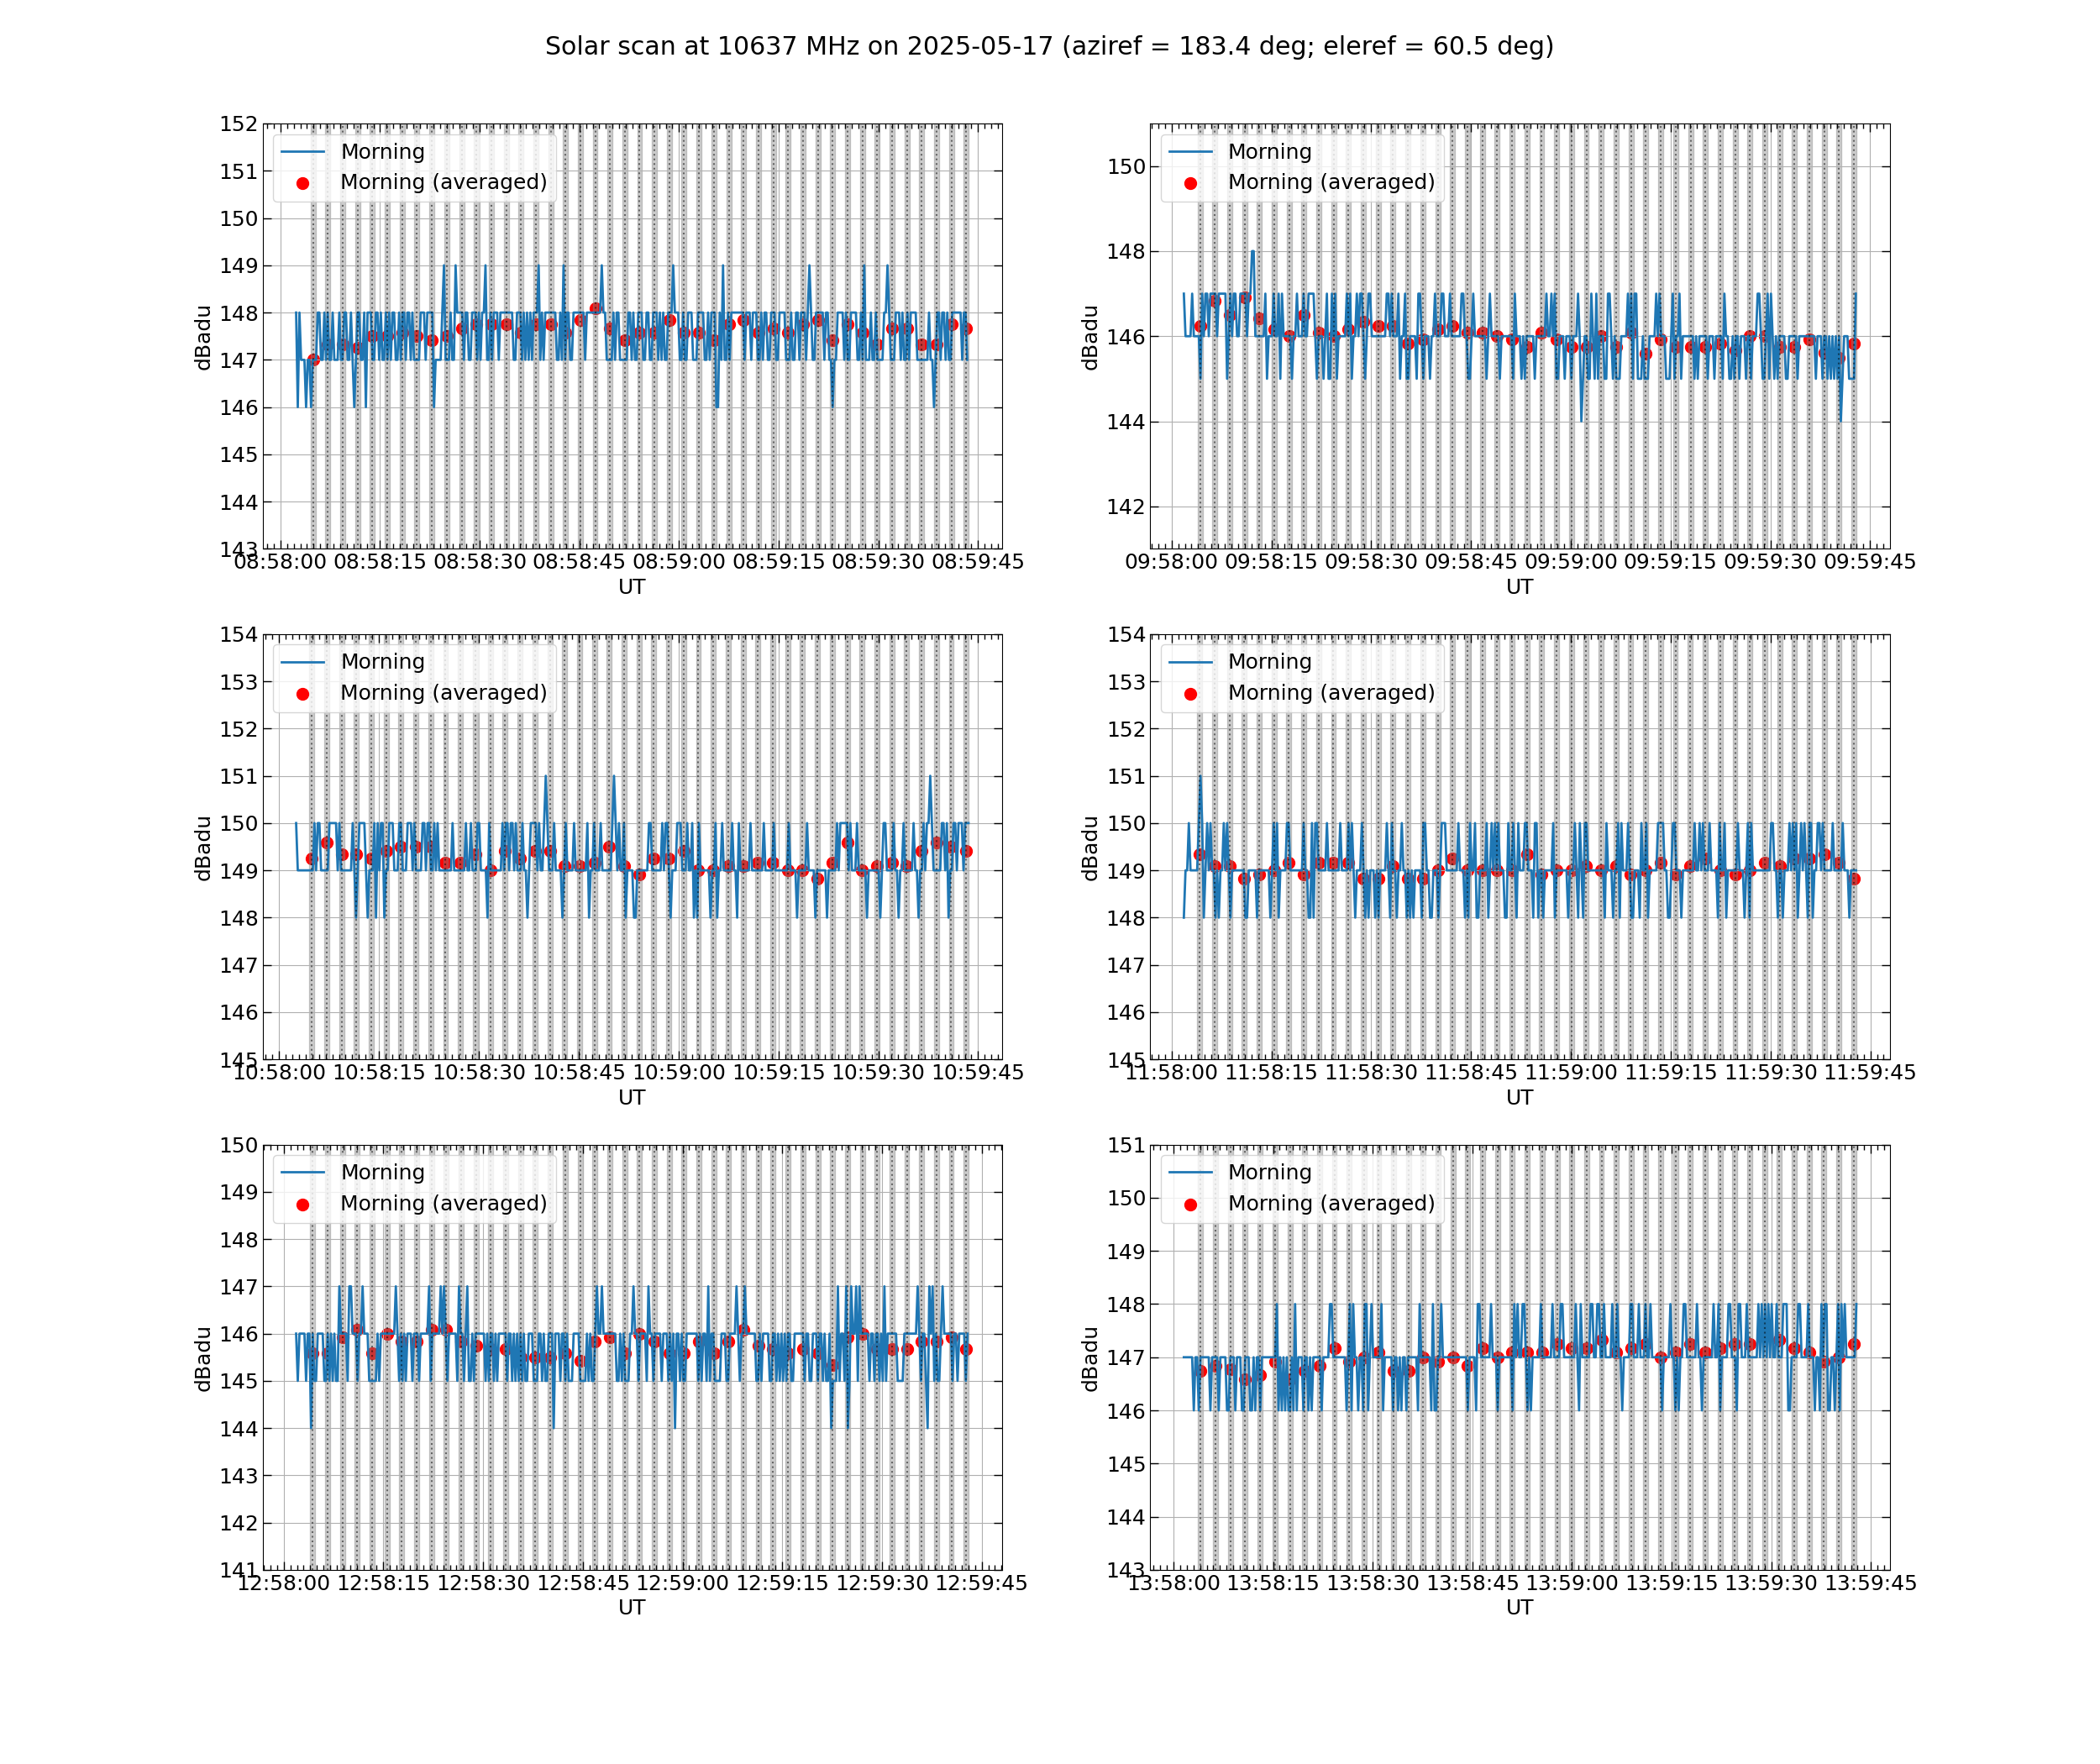 Solar scan at 10637 MHz on 2025-05-17 (aziref = 183.4 deg; eleref = 60.5 deg)
152
151
150
149
148
147
146
145
144
143
dBadu
Morning
Morning (averaged)
08:58:00 08:58:15 08:58:30 08:58:45 08:59:00 08:59:15 08:59:30 08:59:45
UT
150
148
146
144
142
dBadu
Morning
Morning (averaged)
09:58:00 09:58:15 09:58:30 09:58:45 09:59:00 09:59:15 09:59:30 09:59:45
UT
154
153
152
151
150
149
148
147
146
145
dBadu
Morning
Morning (averaged)
10:58:00 10:58:15 10:58:30 10:58:45 10:59:00 10:59:15 10:59:30 10:59:45
UT
154
153
152
151
150
149
148
147
146
145
dBadu
Morning
Morning (averaged)
11:58:00 11:58:15 11:58:30 11:58:45 11:59:00 11:59:15 11:59:30 11:59:45
UT
150
149
148
147
146
145
144
143
142
141
dBadu
Morning
Morning (averaged)
12:58:00 12:58:15 12:58:30 12:58:45 12:59:00 12:59:15 12:59:30 12:59:45
UT
151
150
149
148
147
146
145
144
143
dBadu
Morning
Morning (averaged)
13:58:00 13:58:15 13:58:30 13:58:45 13:59:00 13:59:15 13:59:30 13:59:45
UT